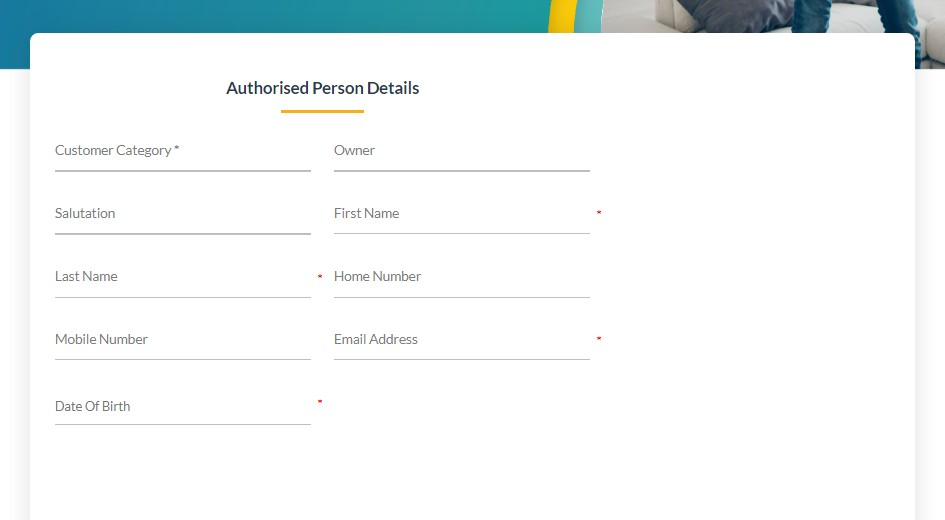 Authorised Person Details
Customer Category * Owner
Salutation First Name *
Last Name * Home Number
Mobile Number Email Address *
Date Of Birth *